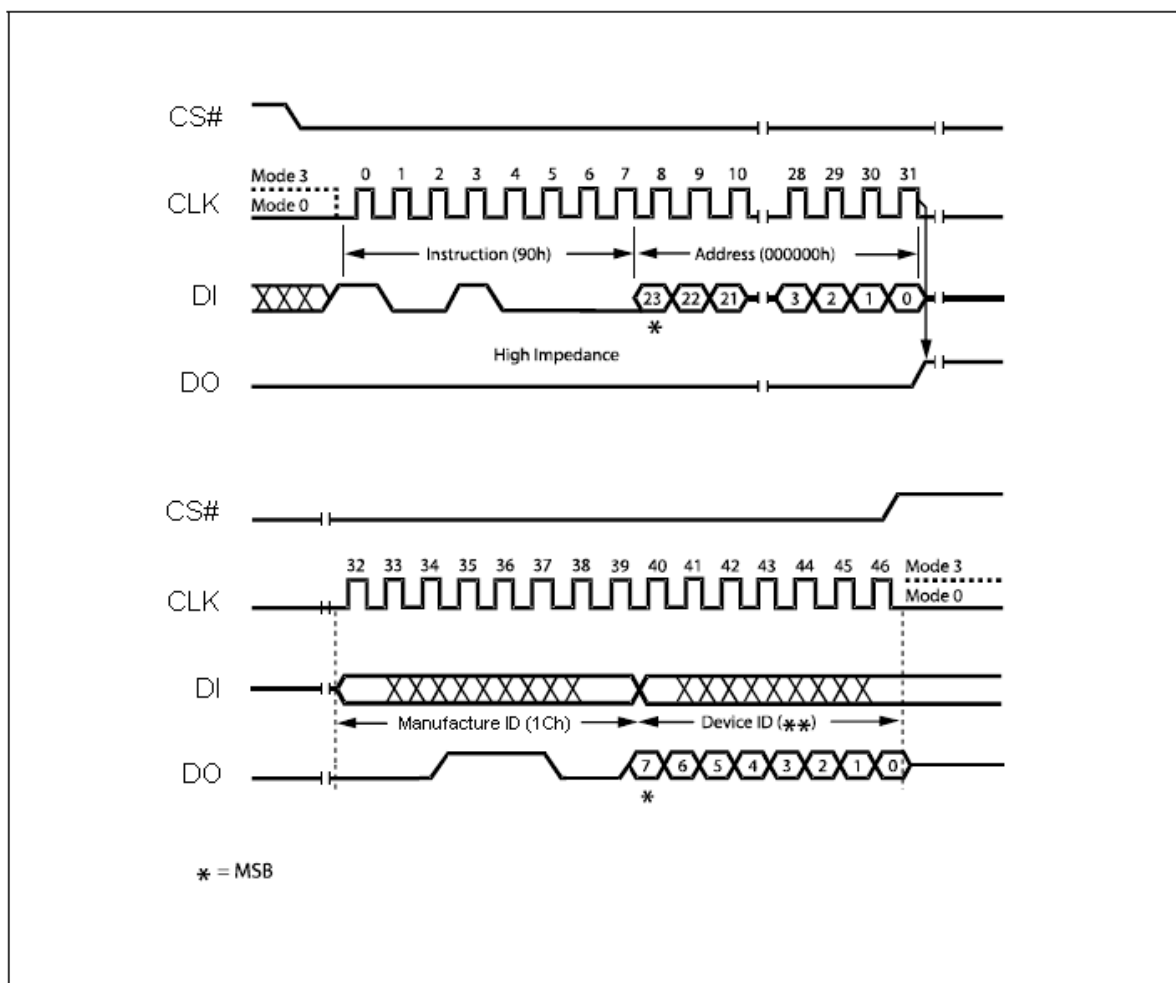 CS#
Mode 3
0 1 2 3 4 5 6 7 8 9 10 28 29 30 31
CLK
Mode 0
Instruction (90h) Address (000000h)
DI 23 22 21 3 2 1 0
*
High Impedance
DO
CS#
32 33 34 35 36 37 38 39 40 41 42 43 44 45 46 Mode 3
CLK Mode 0
DI
Manufacture ID (1Ch) Device ID (**)
DO 7 6 5 4 3 2 1 0
*
* = MSB